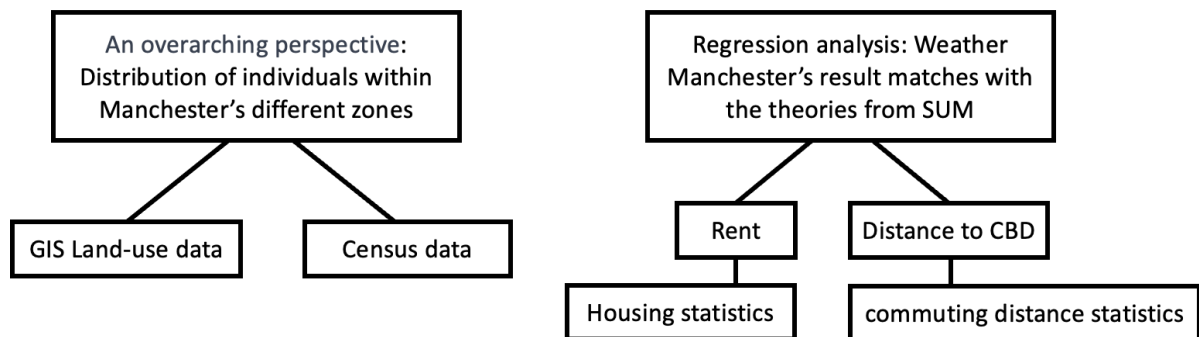 An overarching perspective:
Distribution of individuals within
Manchester's different zones
GIS Land-use data
Census data
Regression analysis: Weather
Manchester's result matches with
the theories from SUM
Rent
Distance to CBD
Housing statistics
commuting distance statistics